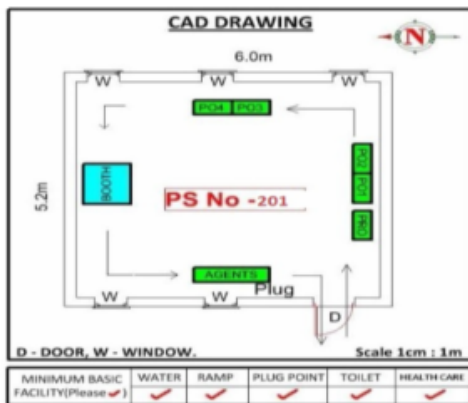 CAD DRAWING
N
6.0m
W W W
PO4 PO3
5.2m
BOOTH
PO2
PO1
PS No -201
PRO
AGENTS
Plug
W W
D
D - DOOR, W - WINDOW. Scale 1cm : 1m
MINIMUM BASIC FACILITY(Please ✓) WATER RAMP PLUG POINT TOILET HEALTH CARE
✓ ✓ ✓ ✓ ✓